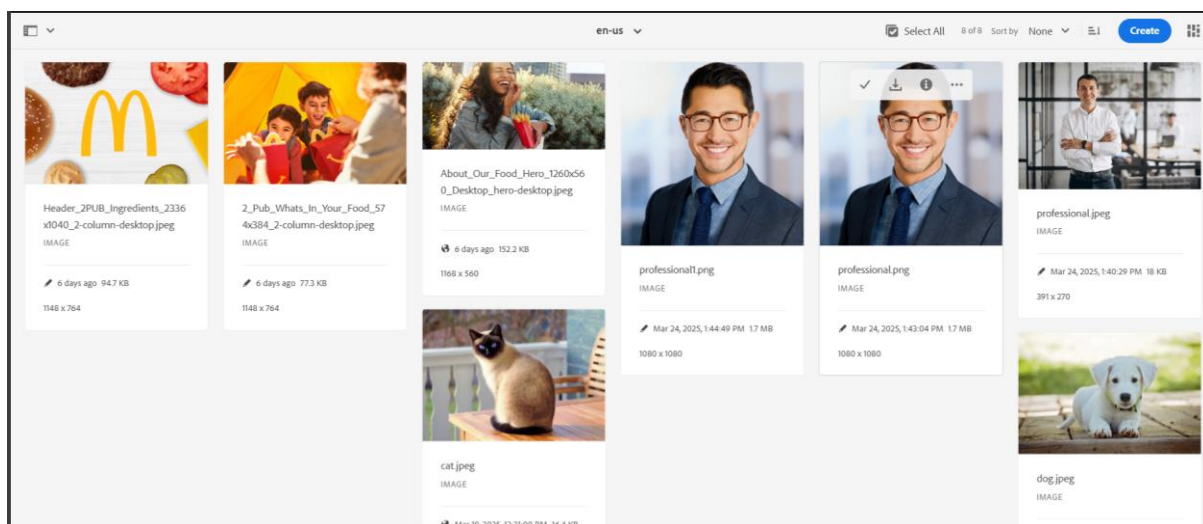 en-us
Select All 8 of 8 Sort by None Create
Header_2PUB_Ingredients_2336
x1040_2-column-desktop.jpeg
IMAGE
6 days ago 94.7 KB
1148 x 764
2_Pub_Whats_In_Your_Food_57
4x384_2-column-desktop.jpeg
IMAGE
6 days ago 77.3 KB
1148 x 764
About_Our_Food_Hero_1260x56
0_Desktop_hero-desktop.jpeg
IMAGE
6 days ago 152.2 KB
1168 x 560
cat.jpeg
IMAGE
professional1.png
IMAGE
Mar 24, 2025, 1:44:49 PM 1.7 MB
1080 x 1080
professional.png
IMAGE
Mar 24, 2025, 1:43:04 PM 1.7 MB
1080 x 1080
professional.jpeg
IMAGE
Mar 24, 2025, 1:40:29 PM 18 KB
391 x 270
dog.jpeg
IMAGE